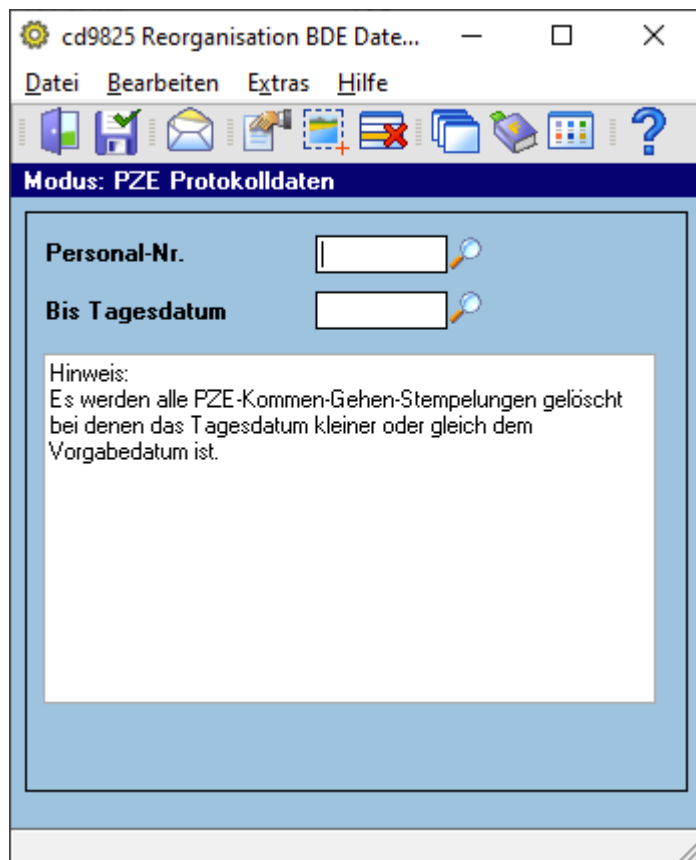 cd9825 Reorganisation BDE Date...
Datei Bearbeiten Extras Hilfe
Modus: PZE Protokolldaten
Personal-Nr.
Bis Tagesdatum
Hinweis:
Es werden alle PZE-Kommen-Gehen-Stempelungen gelöscht
bei denen das Tagesdatum kleiner oder gleich dem
Vorgabedatum ist.